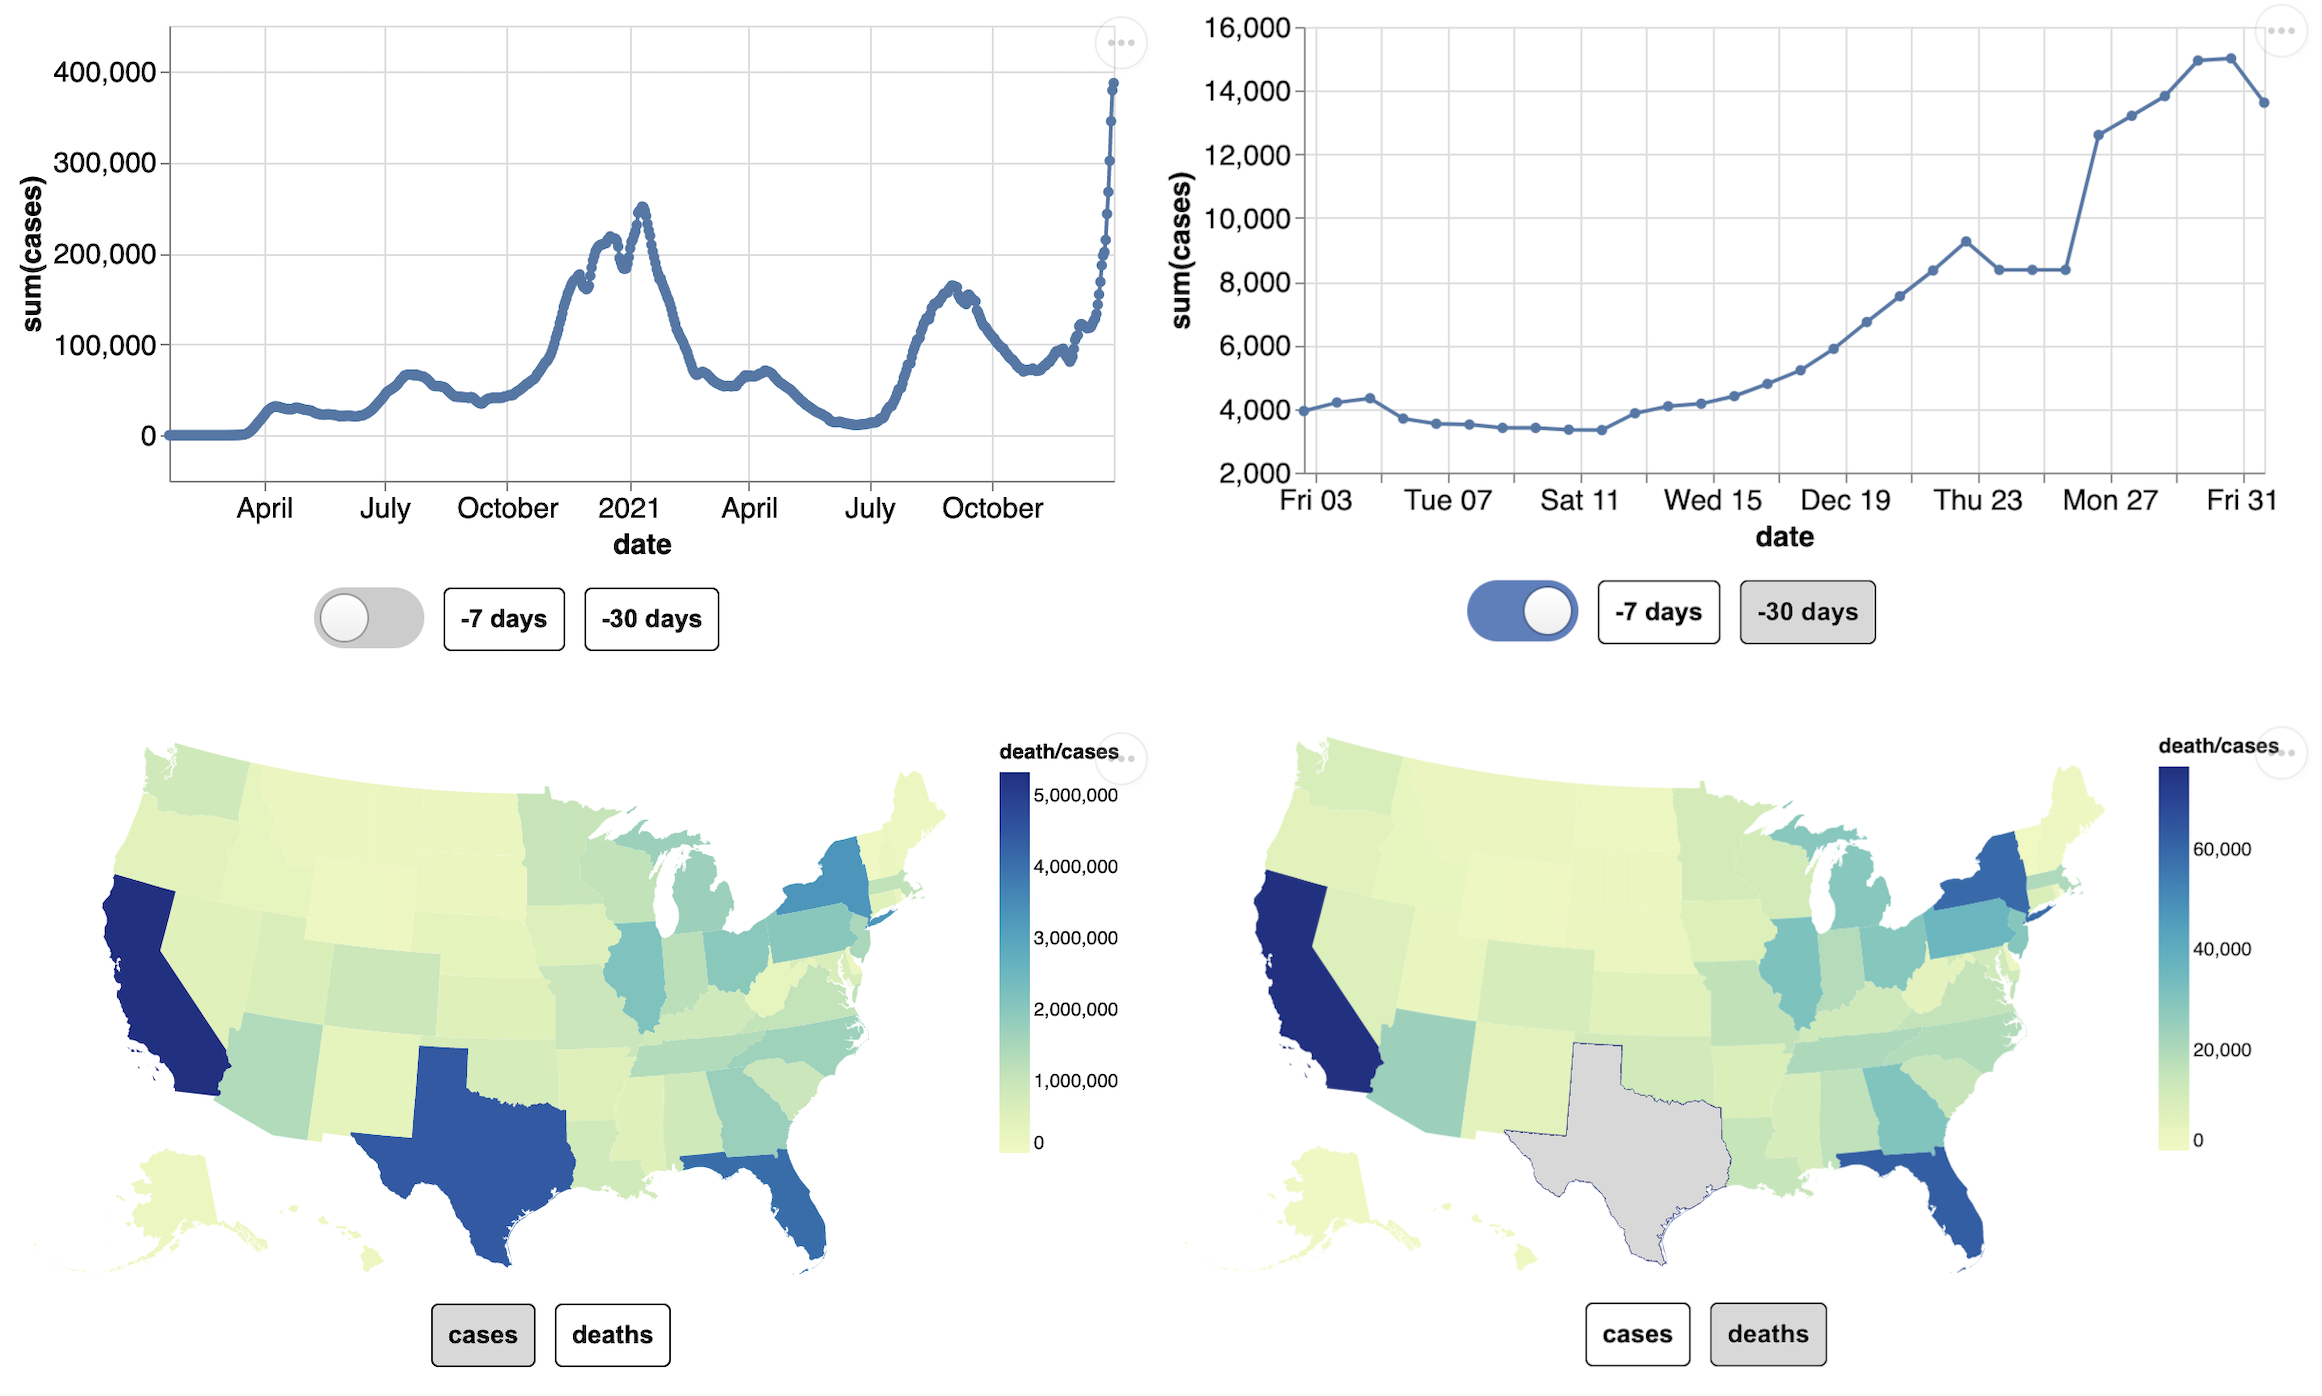 400,000
300,000
200,000
100,000
0
sum(cases)
April July October 2021 April July October
date
-7 days -30 days
16,000
14,000
12,000
10,000
8,000
6,000
4,000
2,000
sum(cases)
Fri 03 Tue 07 Sat 11 Wed 15 Dec 19 Thu 23 Mon 27 Fri 31
date
-7 days -30 days
death/cases
5,000,000
4,000,000
3,000,000
2,000,000
1,000,000
0
cases deaths
death/cases
60,000
40,000
20,000
0
cases deaths